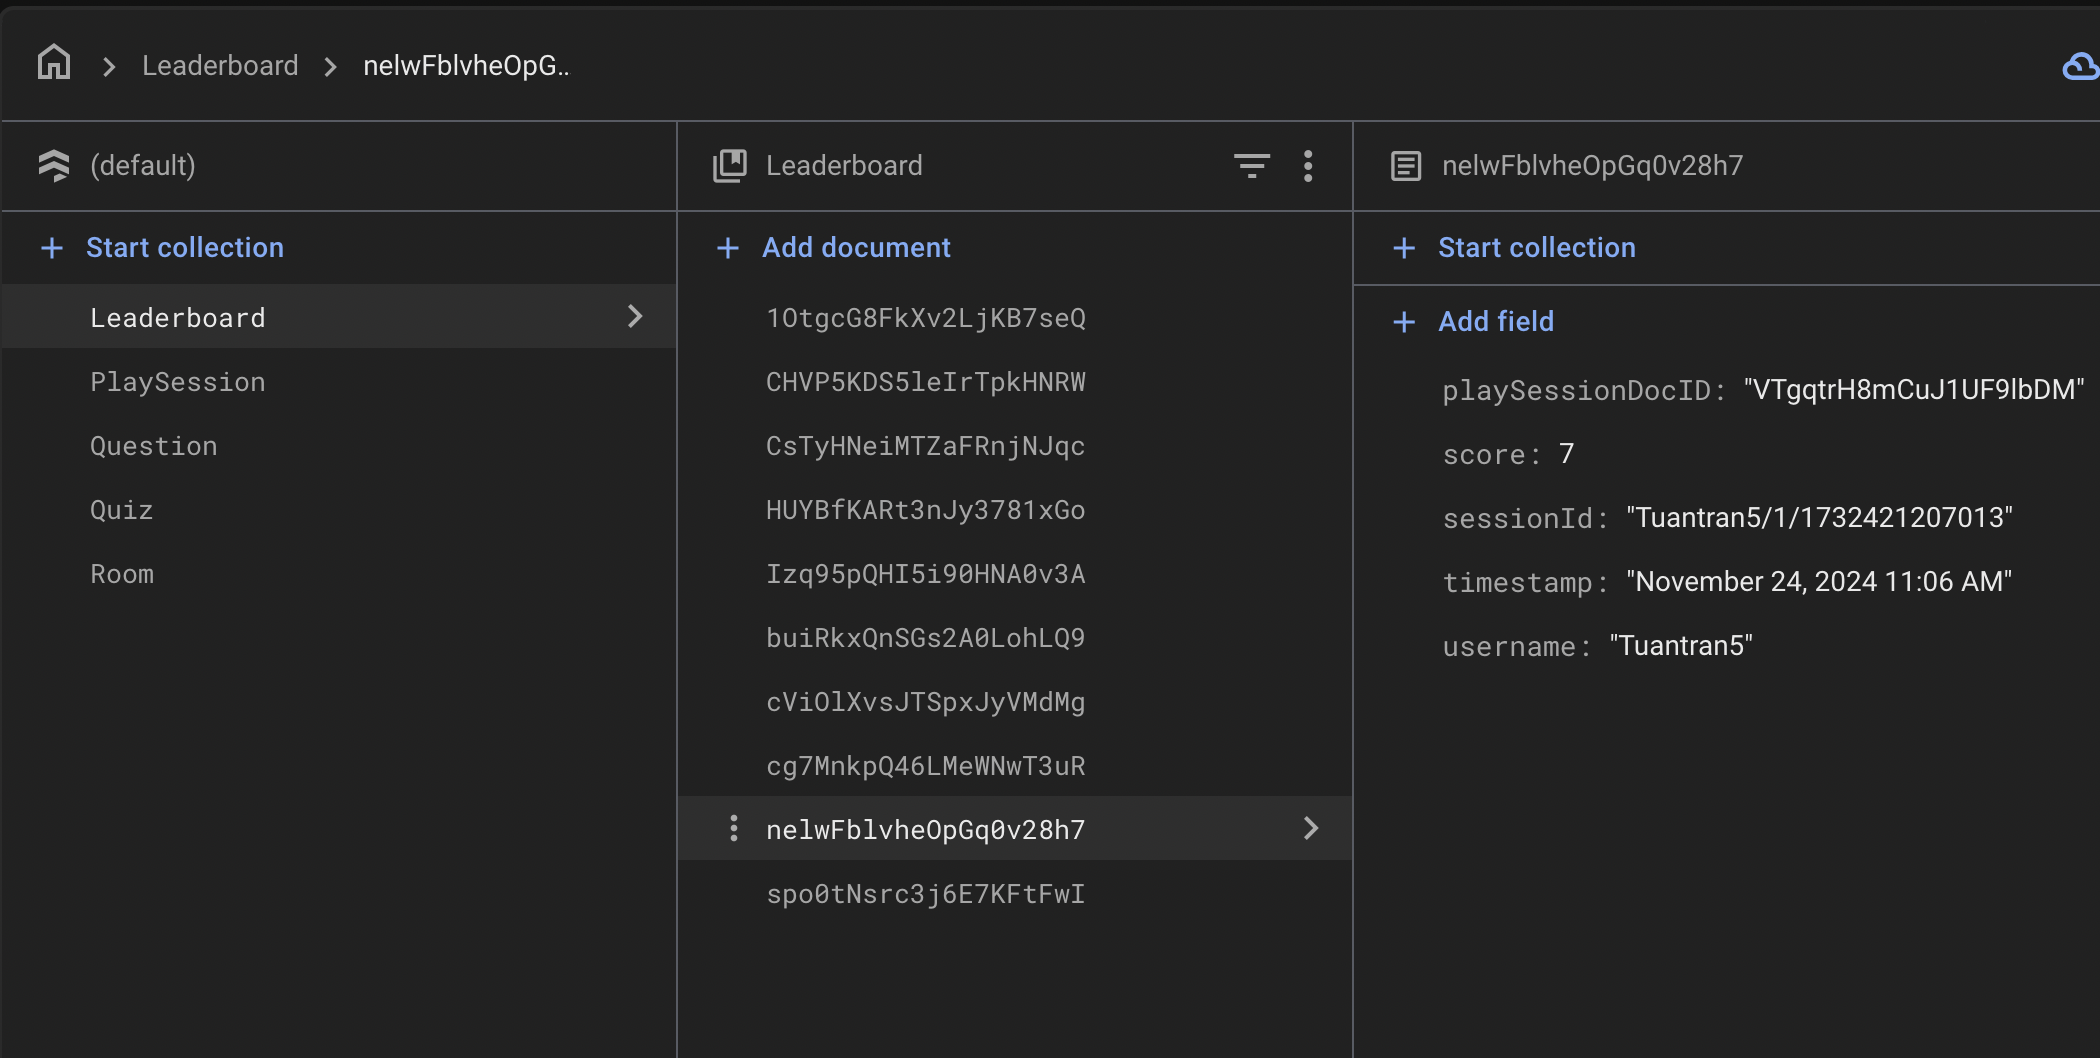 Leaderboard > nelwFblvheOpG..
(default)
Start collection
Leaderboard
PlaySession
Question
Quiz
Room
Leaderboard
Add document
1OtgcG8FkXv2LjKB7seQ
CHVP5KDS5leIrTpkHNRW
CsTyHNeiMTZaFRnjNJqc
HUYBfKARt3nJy3781xGo
Izq95pQHI5i90HNA0v3A
buiRkxQnSGs2A0LohLQ9
cViOlXvsJTSpxJyVMdMg
cg7MnkpQ46LMeWNwT3uR
nelwFblvheOpGq0v28h7
spo0tNsrc3j6E7KFtFwI
nelwFblvheOpGq0v28h7
Start collection
Add field
playSessionDocID: "VTgqtrH8mCuJ1UF9lbDM"
score: 7
sessionId: "Tuantran5/1/1732421207013"
timestamp: "November 24, 2024 11:06 AM"
username: "Tuantran5"